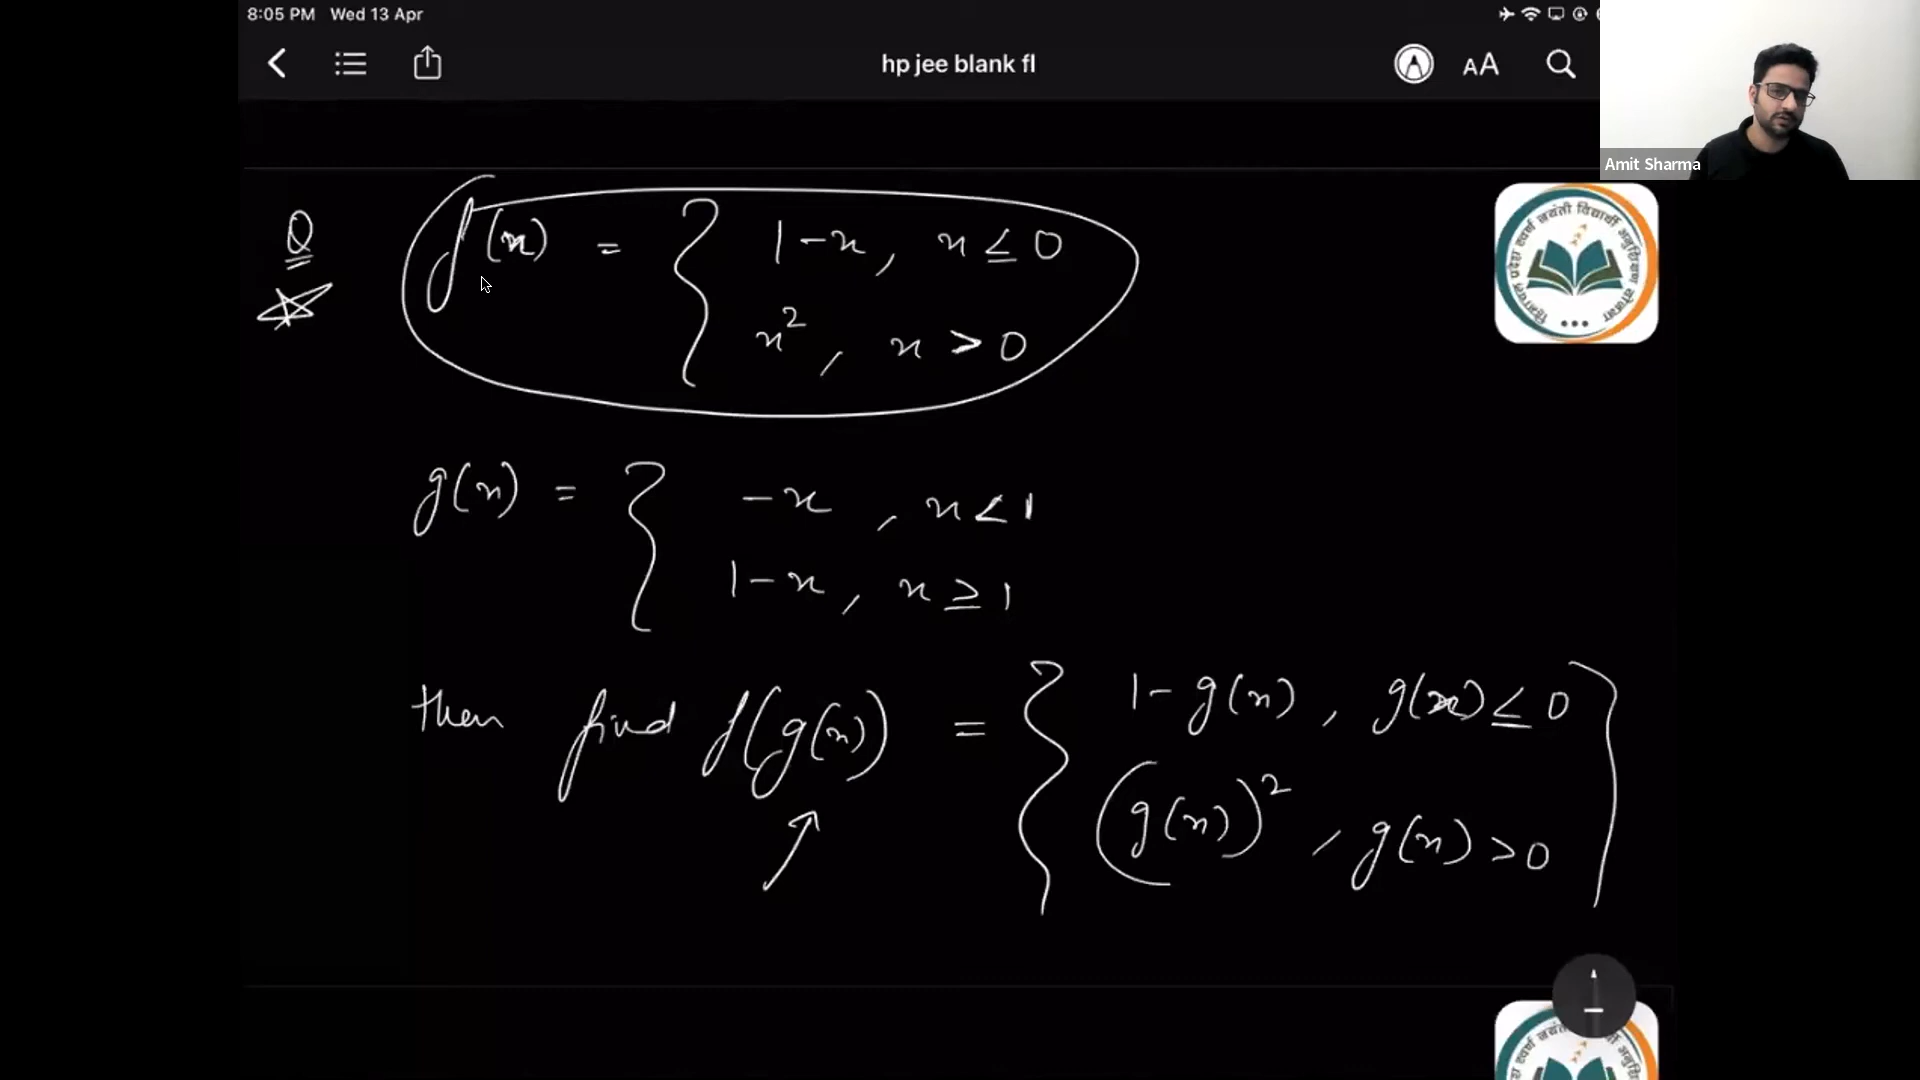 8:05 PM Wed 13 Apr
hp jee blank fl
AA
Amit Sharma
Q f(x) = { 1-x, x ≤ 0
x², x > 0
g(x) = { -x, x < 1
1-x, x ≥ 1
then find f(g(x)) = { 1-g(x), g(x) ≤ 0
(g(x))², g(x) > 0